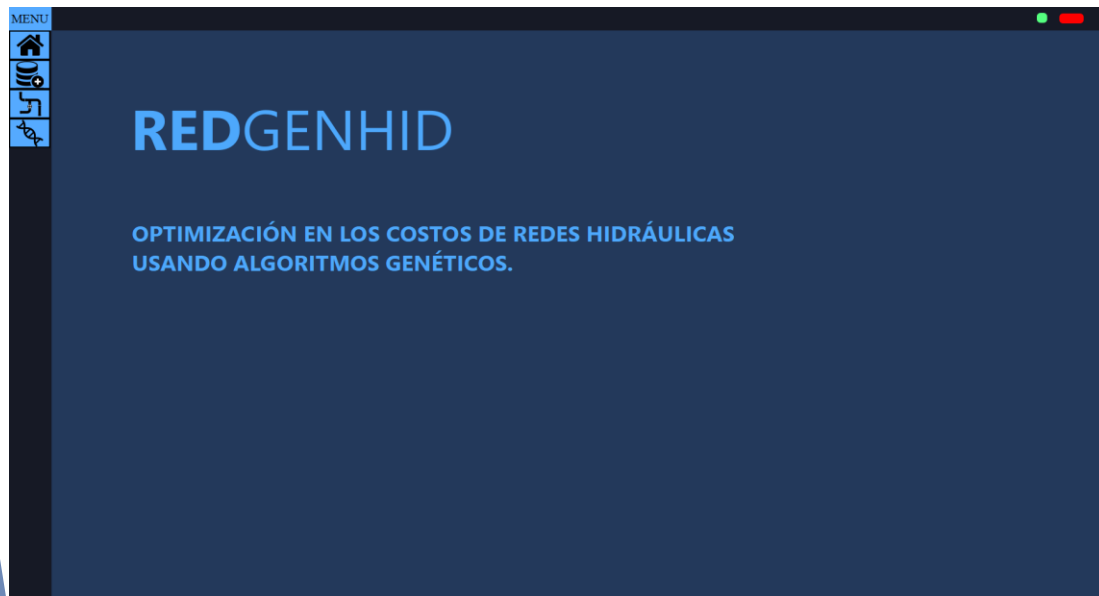 MENU
REDGENHID
OPTIMIZACIÓN EN LOS COSTOS DE REDES HIDRÁULICAS
USANDO ALGORITMOS GENÉTICOS.